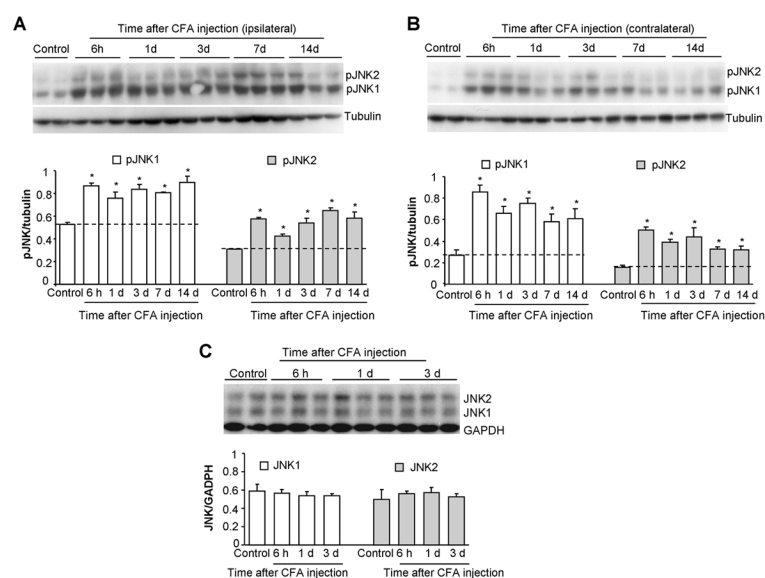 A
Time after CFA injection (ipsilateral)
Control 6h 1d 3d 7d 14d
pJNK2
pJNK1
Tubulin
pJNK1 pJNK2
pJNK/tubulin
1
0.8
0.6
0.4
0.2
0
* * * * *
* * * * *
Control 6 h 1 d 3 d 7 d 14 d Control 6 h 1 d 3 d 7 d 14 d
Time after CFA injection Time after CFA injection
B
Time after CFA injection (contralateral)
Control 6h 1d 3d 7d 14d
pJNK2
pJNK1
Tubulin
pJNK1 pJNK2
pJNK/tubulin
1
0.8
0.6
0.4
0.2
0
* * * * *
* * * * *
Control 6 h 1 d 3 d 7 d 14 d Control 6 h 1 d 3 d 7 d 14 d
Time after CFA injection Time after CFA injection
C
Time after CFA injection
Control 6 h 1 d 3 d
JNK2
JNK1
GAPDH
JNK1 JNK2
JNK/GADPH
1
0.8
0.6
0.4
0.2
0
Control 6 h 1 d 3 d Control 6 h 1 d 3 d
Time after CFA injection Time after CFA injection